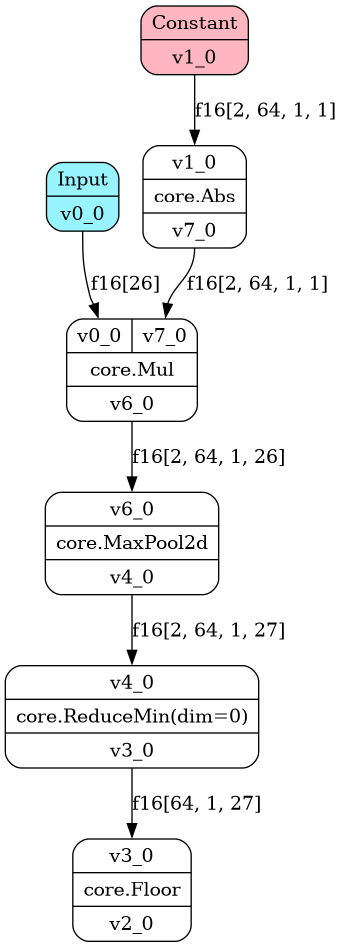 Constant
v1_0
f16[2, 64, 1, 1]
Input
v0_0
v1_0
core.Abs
v7_0
f16[26]
f16[2, 64, 1, 1]
v0_0 v7_0
core.Mul
v6_0
f16[2, 64, 1, 26]
v6_0
core.MaxPool2d
v4_0
f16[2, 64, 1, 27]
v4_0
core.ReduceMin(dim=0)
v3_0
f16[64, 1, 27]
v3_0
core.Floor
v2_0